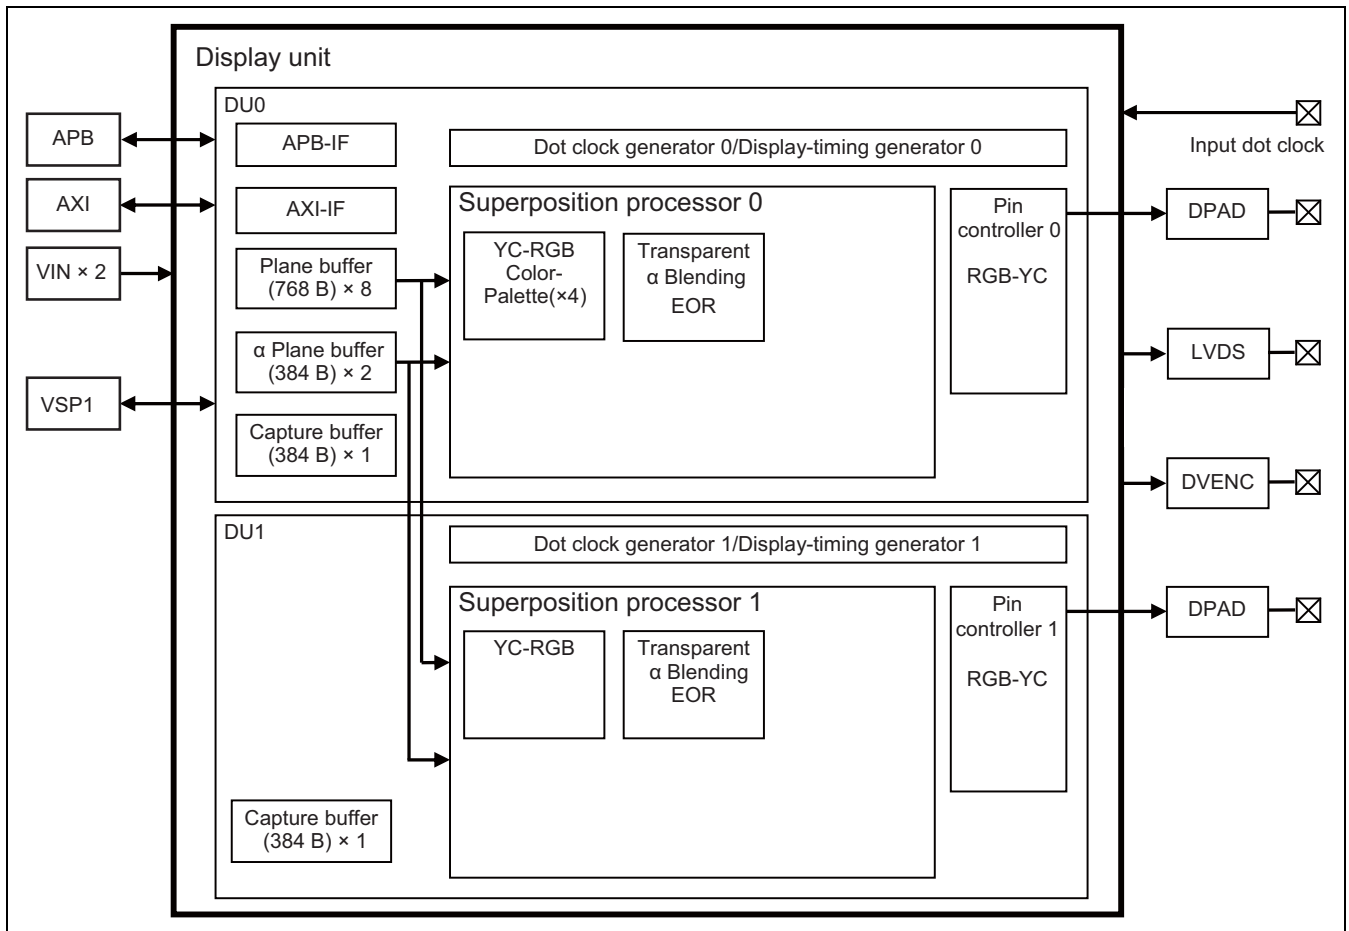 Display unit
DU0
APB
APB-IF
Dot clock generator 0/Display-timing generator 0
Input dot clock
AXI
AXI-IF
Superposition processor 0
Pin
controller 0
RGB-YC
DPAD
VIN × 2
Plane buffer
(768 B) × 8
YC-RGB
Color-
Palette(×4)
Transparent
α Blending
EOR
α Plane buffer
(384 B) × 2
LVDS
VSP1
Capture buffer
(384 B) × 1
DVENC
DU1
Dot clock generator 1/Display-timing generator 1
Superposition processor 1
Pin
controller 1
RGB-YC
DPAD
YC-RGB
Transparent
α Blending
EOR
Capture buffer
(384 B) × 1